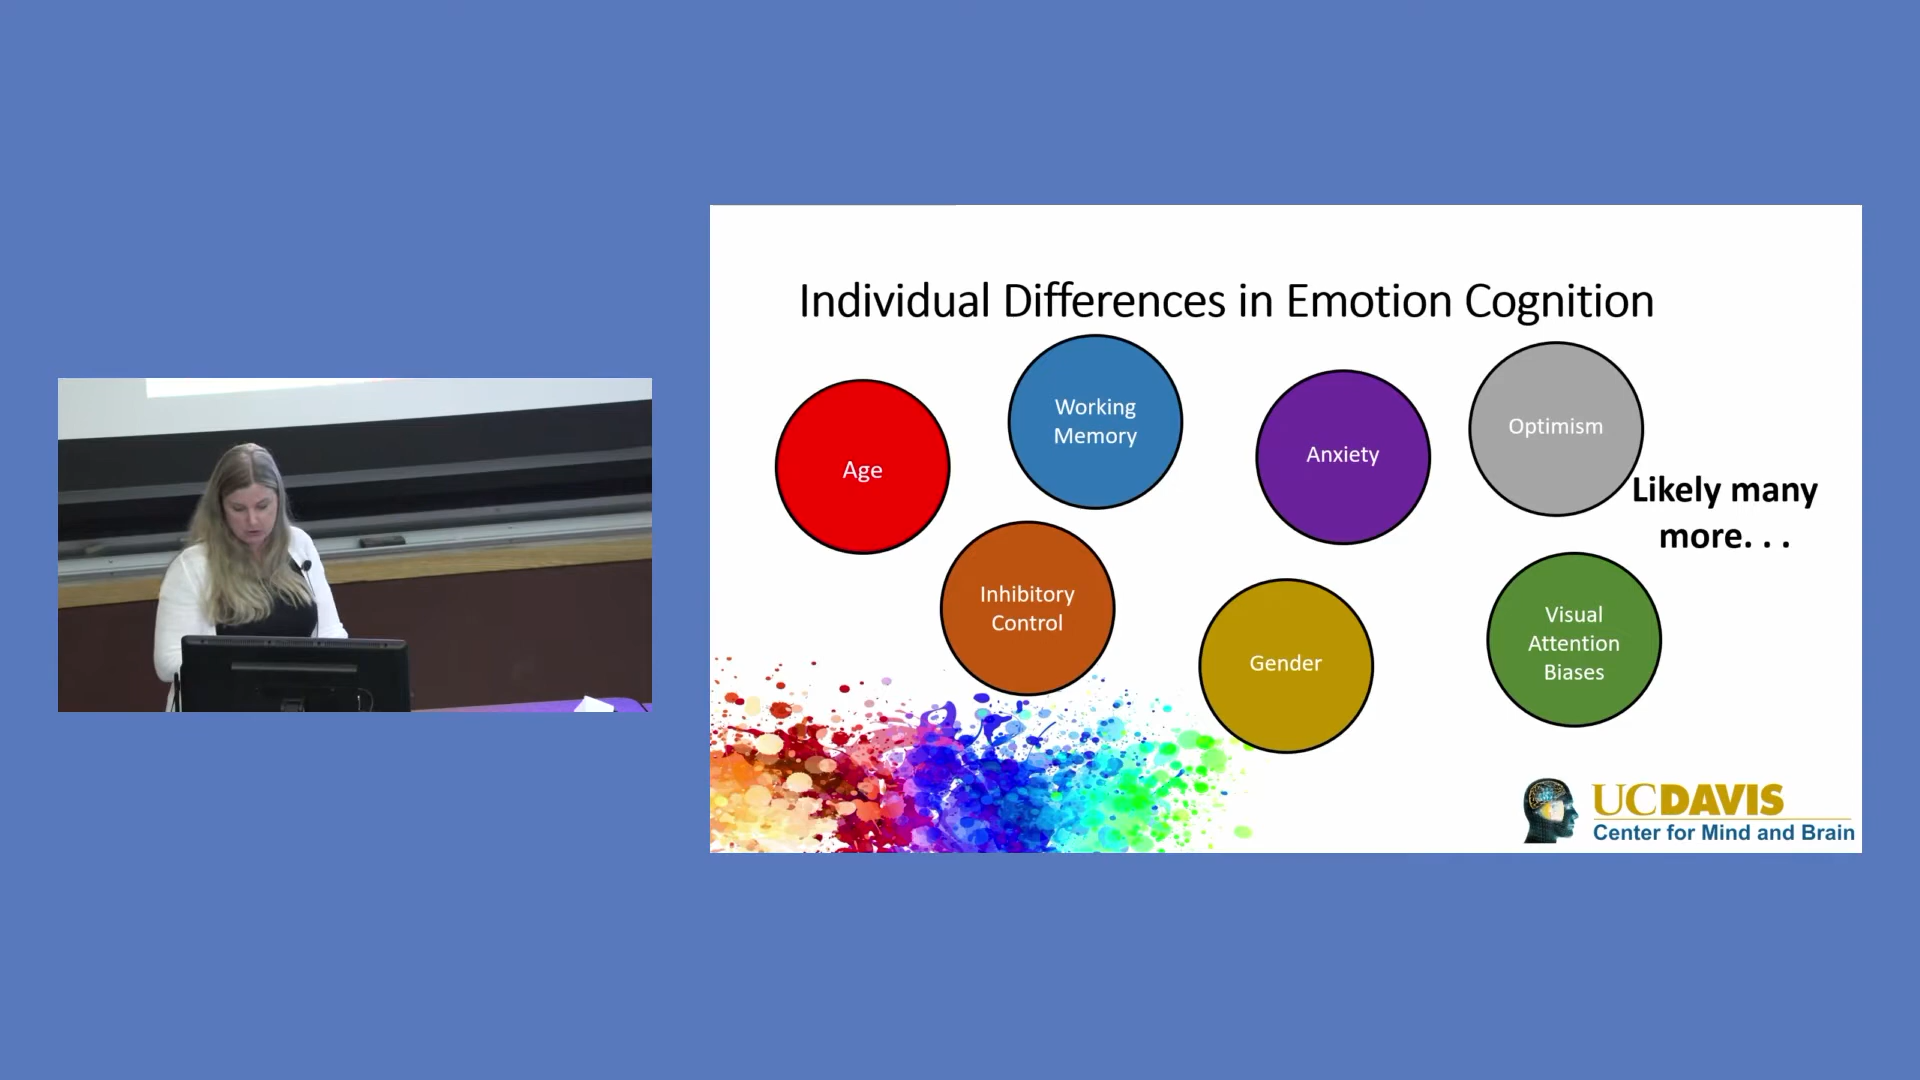 Individual Differences in Emotion Cognition
Age
Working
Memory
Anxiety
Optimism
Likely many
more. . .
Inhibitory
Control
Gender
Visual
Attention
Biases
UCDAVIS
Center for Mind and Brain